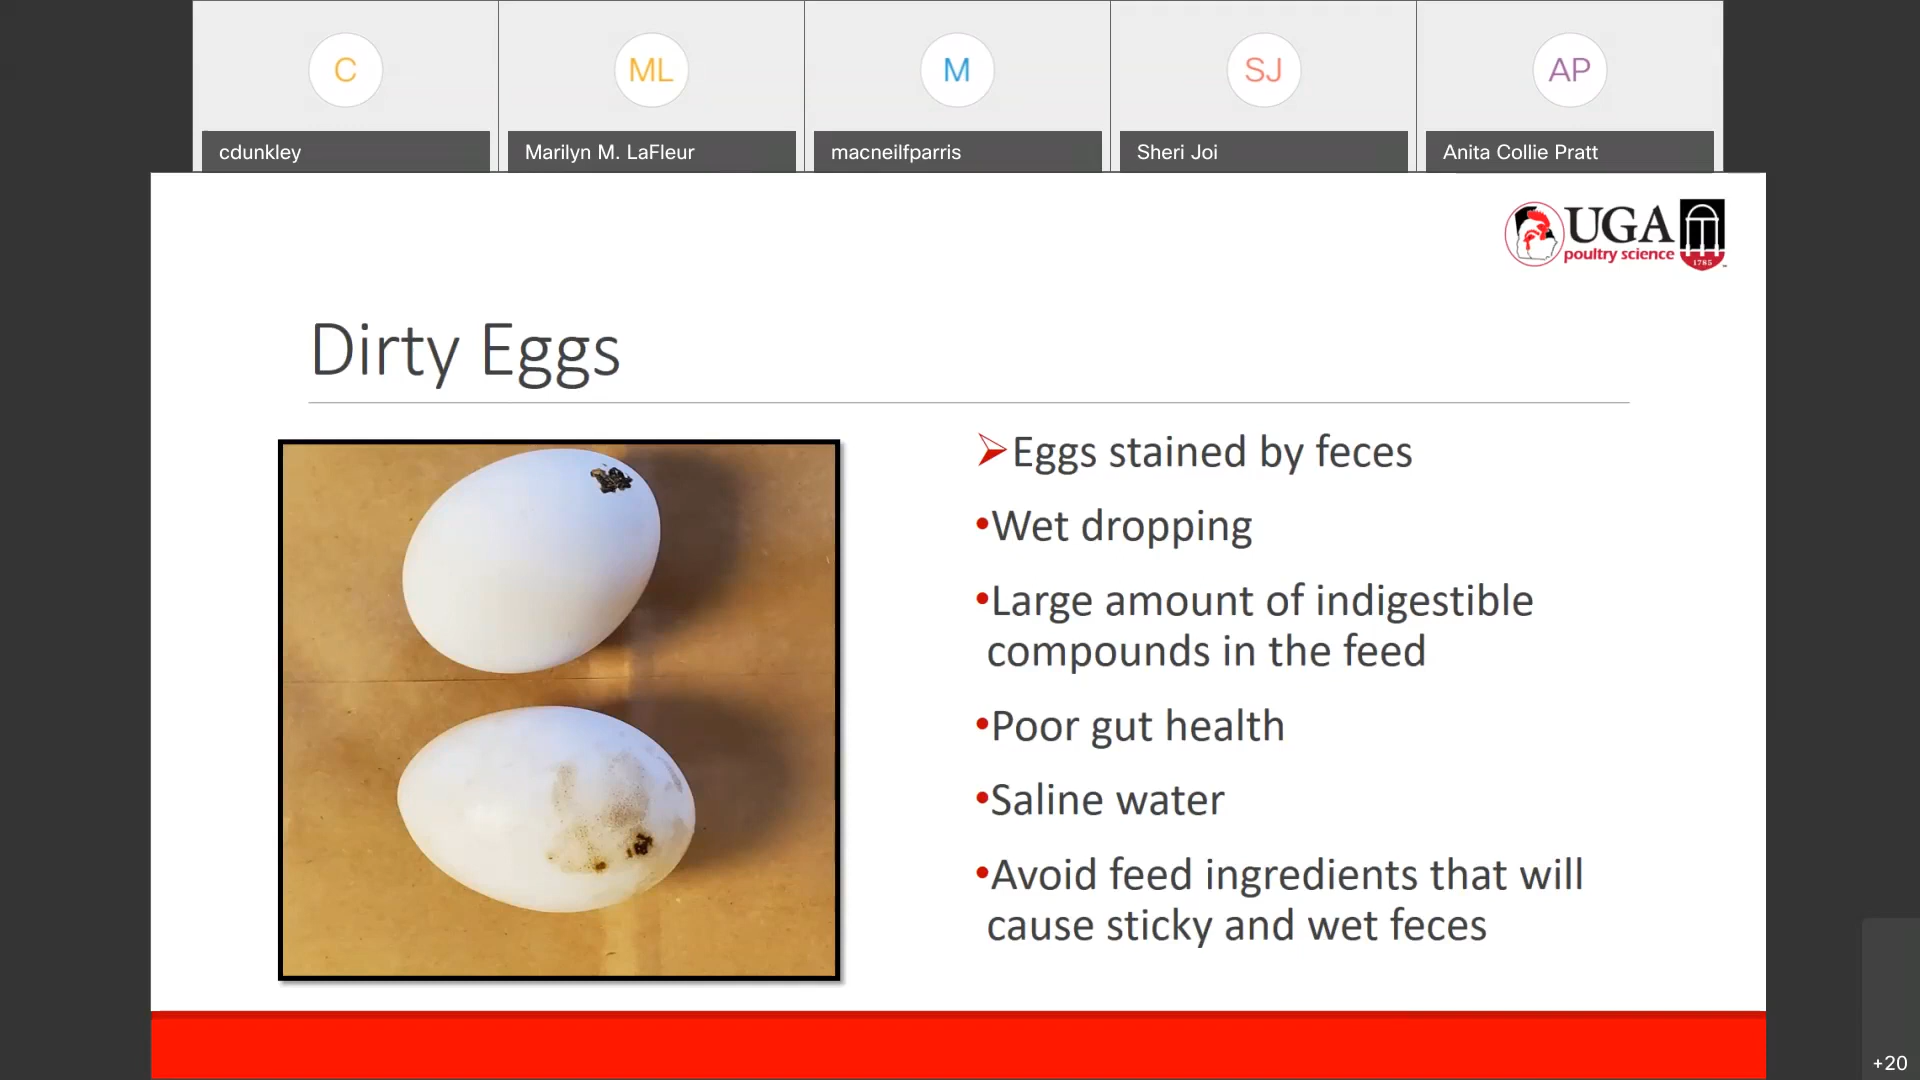 C
ML
M
SJ
AP
cdunkley
Marilyn M. LaFleur
macneilfparris
Sheri Joi
Anita Collie Pratt
UGA
poultry science
1785
Dirty Eggs
Eggs stained by feces
•Wet dropping
•Large amount of indigestible
compounds in the feed
•Poor gut health
•Saline water
•Avoid feed ingredients that will
cause sticky and wet feces
+20